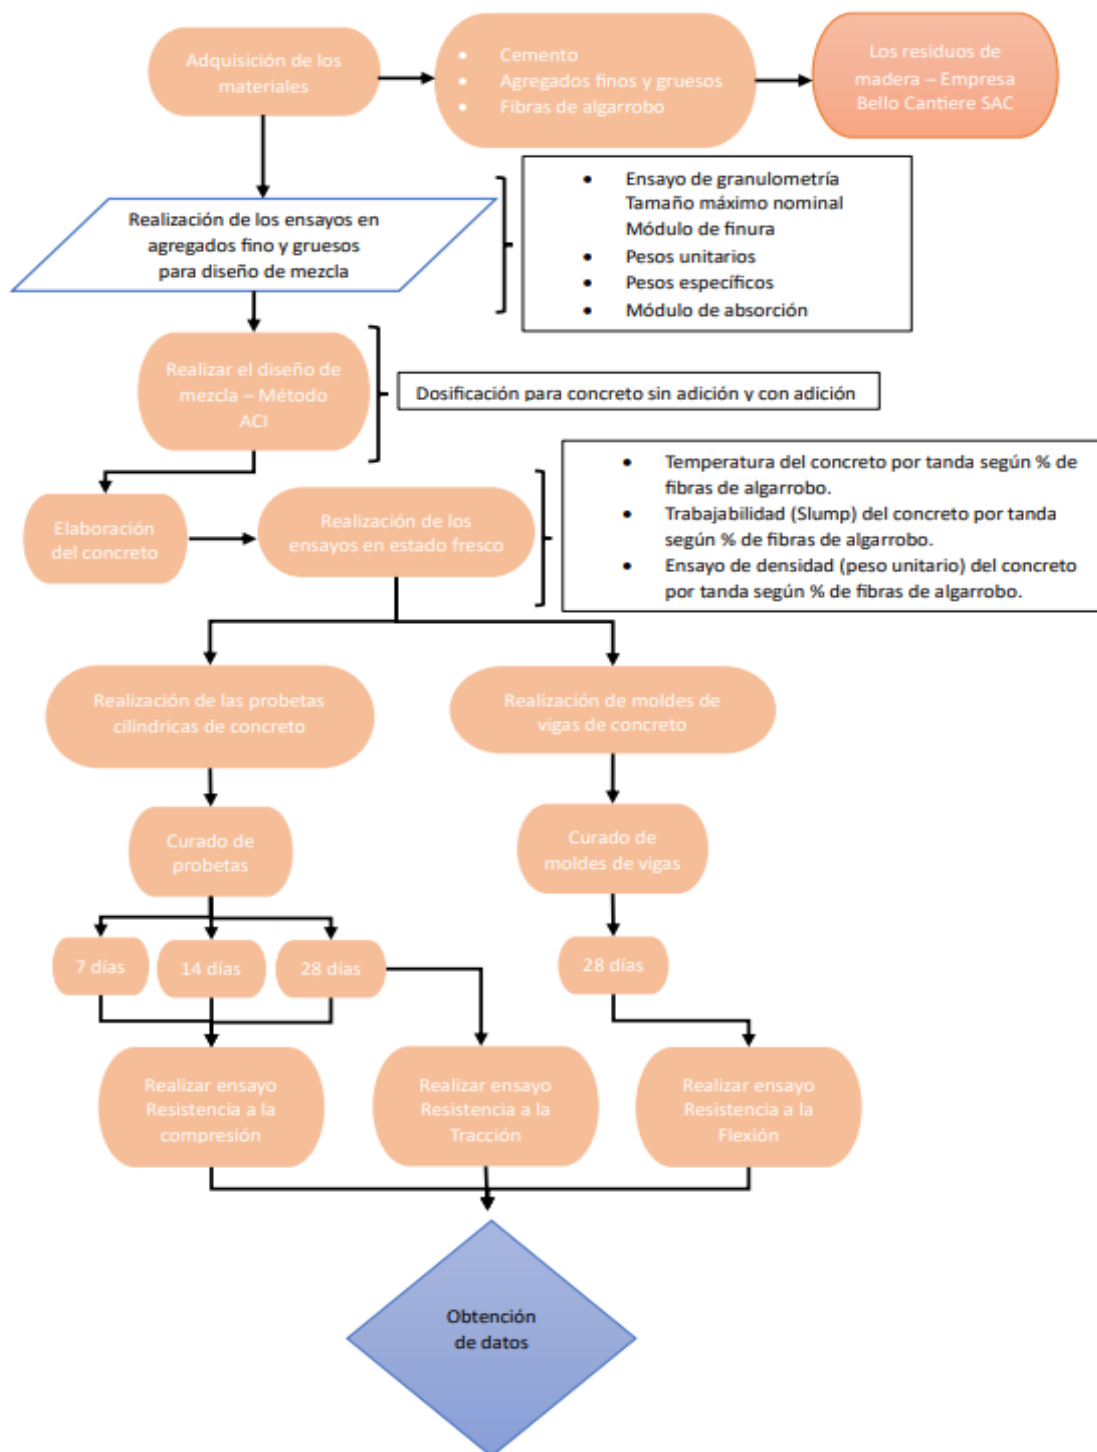 Adquisición de los
materiales
• Cemento
• Agregados finos y gruesos
• Fibras de algarrobo
Los residuos de
madera – Empresa
Bello Cantiere SAC
Realización de los ensayos en
agregados fino y gruesos
para diseño de mezcla
• Ensayo de granulometría
Tamaño máximo nominal
Módulo de finura
• Pesos unitarios
• Pesos específicos
• Módulo de absorción
Realizar el diseño de
mezcla – Método
ACI
Dosificación para concreto sin adición y con adición
Elaboración
del concreto
Realización de los
ensayos en estado fresco
• Temperatura del concreto por tanda según % de
fibras de algarrobo.
• Trabajabilidad (Slump) del concreto por tanda
según % de fibras de algarrobo.
• Ensayo de densidad (peso unitario) del concreto
por tanda según % de fibras de algarrobo.
Realización de las probetas
cilíndricas de concreto
Realización de moldes de
vigas de concreto
Curado de
probetas
Curado de
moldes de vigas
7 días
14 días
28 días
28 días
Realizar ensayo
Resistencia a la
compresión
Realizar ensayo
Resistencia a la
Tracción
Realizar ensayo
Resistencia a la
Flexión
Obtención
de datos